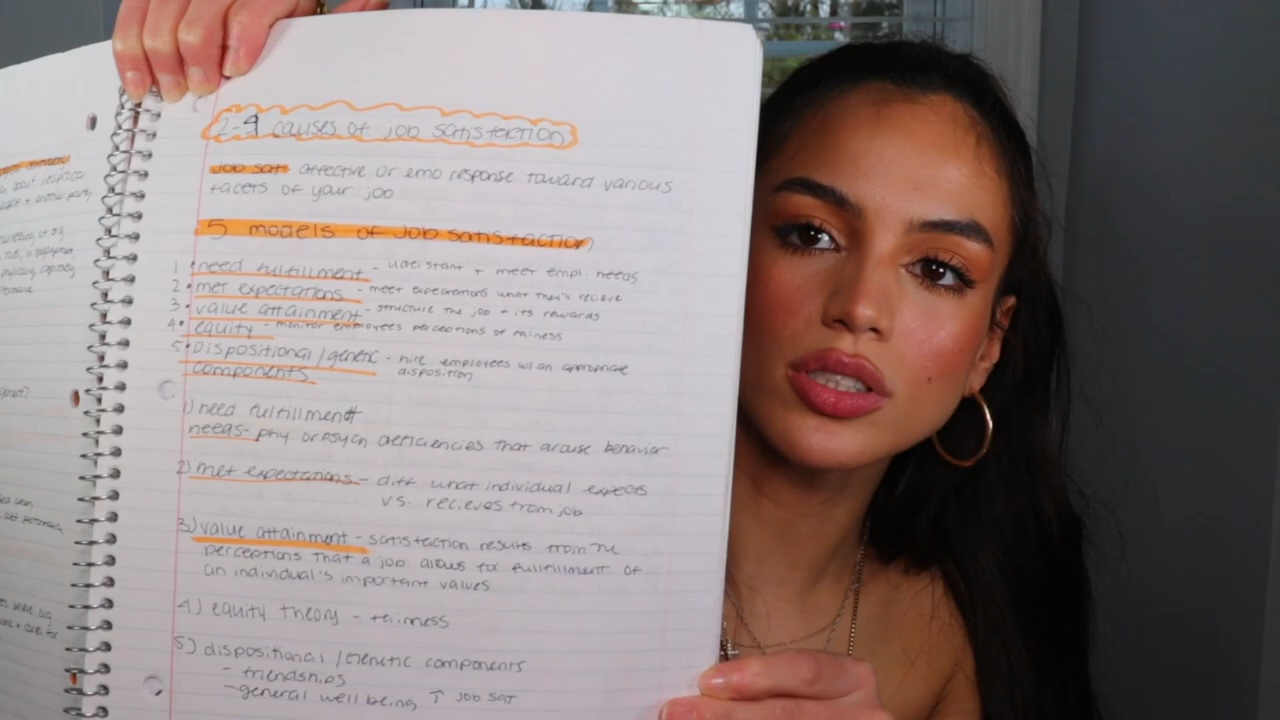 2-9 causes of job satisfaction
job sat affective or emo response toward various
facets of your job
5 models of job satisfaction
1 • need fulfillment - understant + meet empl. needs
2 • met expectations - meet expectations what they'll recieve
3 • value attainment - structure the job + its rewards
4 • equity - monitor employees perceptions of fairness
5 • Dispositional/genetic - hire employees w/ an appropriate
components disposition
1) need fulfillment
needs- phy or psych deficiencies that arouse behavior
2) met expectations - diff what individual expects
vs. recieves from job
3) value attainment - satisfaction results from the
perceptions that a job allows for fulfillment of
an individual's important values
4) equity theory - fairness
5) dispositional/genetic components
- friendships
- general well being ↑ job sat